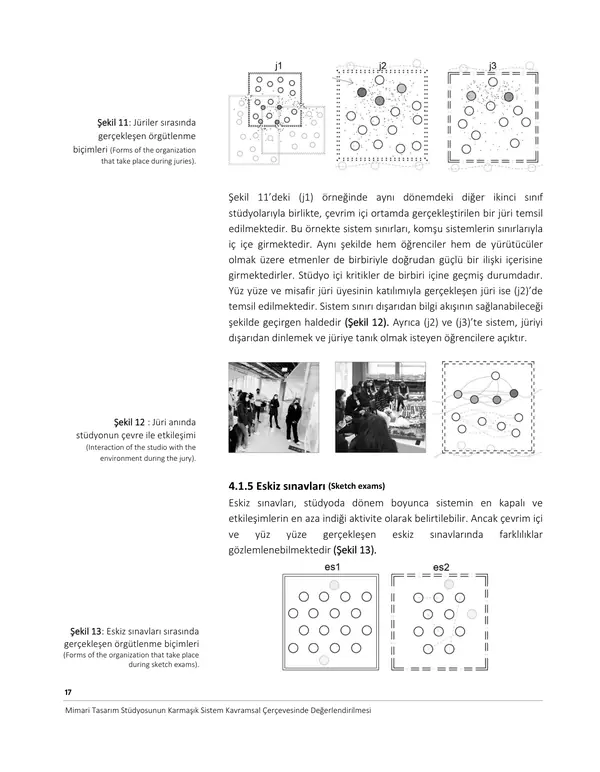 j1
j2
j3
Şekil 11: Jüriler sırasında
gerçekleşen örgütlenme
biçimleri (Forms of the organization
that take place during juries).
Şekil 11'deki (j1) örneğinde aynı dönemdeki diğer ikinci sınıf
stüdyolarıyla birlikte, çevrim içi ortamda gerçekleştirilen bir jüri temsil
edilmektedir. Bu örnekte sistem sınırları, komşu sistemlerin sınırlarıyla
iç içe girmektedir. Aynı şekilde hem öğrenciler hem de yürütücüler
olmak üzere etmenler de birbiriyle doğrudan güçlü bir ilişki içerisine
girmektedirler. Stüdyo içi kritikler de birbiri içine geçmiş durumdadır.
Yüz yüze ve misafir jüri üyesinin katılımıyla gerçekleşen jüri ise (j2)'de
temsil edilmektedir. Sistem sınırı dışarıdan bilgi akışının sağlanabileceği
şekilde geçirgen haldedir (Şekil 12). Ayrıca (j2) ve (j3)'te sistem, jüriyi
dışarıdan dinlemek ve jüriye tanık olmak isteyen öğrencilere açıktır.
Şekil 12 : Jüri anında
stüdyonun çevre ile etkileşimi
(Interaction of the studio with the
environment during the jury).
4.1.5 Eskiz sınavları (Sketch exams)
Eskiz sınavları, stüdyoda dönem boyunca sistemin en kapalı ve
etkileşimlerin en aza indiği aktivite olarak belirtilebilir. Ancak çevrim içi
ve yüz yüze gerçekleşen eskiz sınavlarında farklılıklar
gözlemlenebilmektedir (Şekil 13).
es1
es2
Şekil 13: Eskiz sınavları sırasında
gerçekleşen örgütlenme biçimleri
(Forms of the organization that take place
during sketch exams).
17
Mimari Tasarım Stüdyosunun Karmaşık Sistem Kavramsal Çerçevesinde Değerlendirilmesi